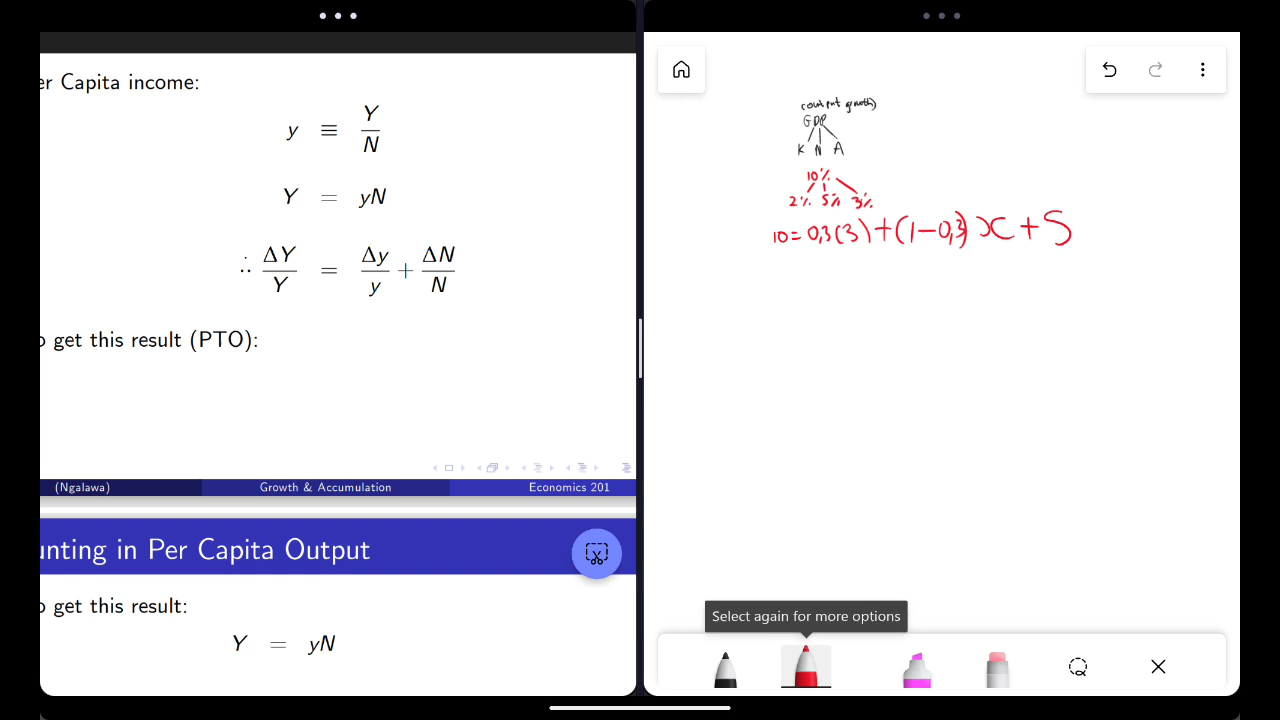 er Capita income:
y ≡ Y/N
Y = yN
∴ ΔY/Y = Δy/y + ΔN/N
o get this result (PTO):
(Ngalawa) Growth & Accumulation Economics 201
unting in Per Capita Output
o get this result:
Y = yN
(output growth)
GDP
K N A
10%
2% 5% 3%
10 = 0,3(3) + (1-0,3) x + 5
Select again for more options